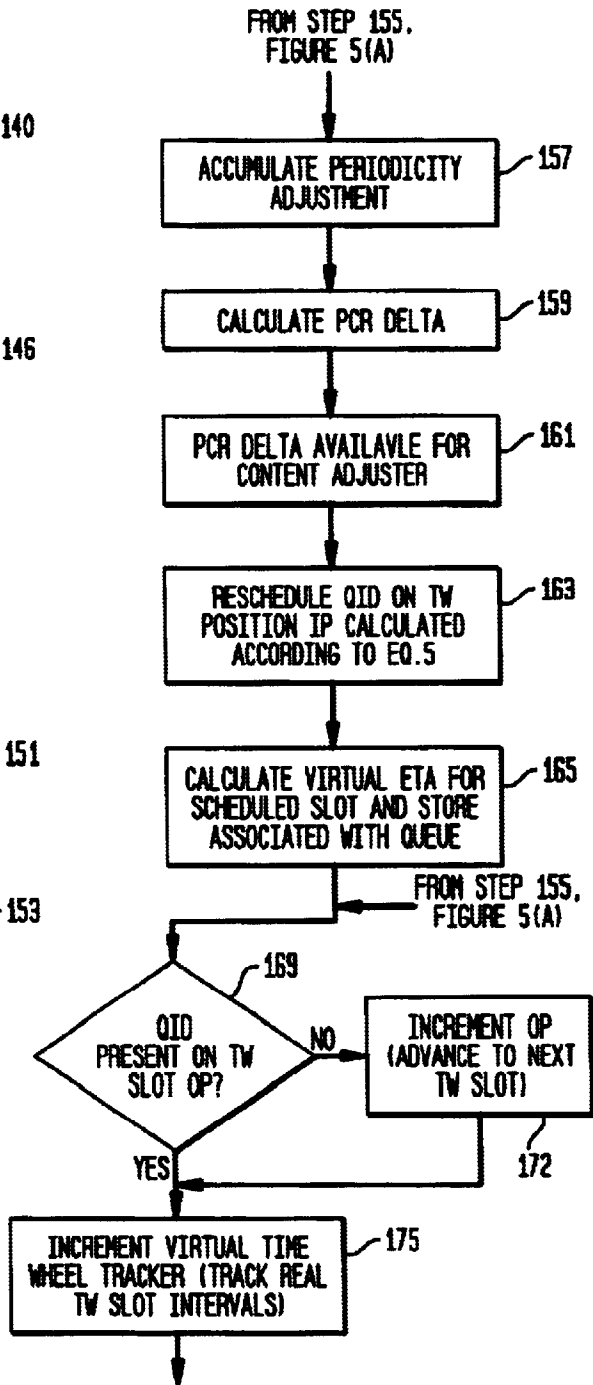 FROM STEP 155,
FIGURE 5(A)
140
ACCUMULATE PERIODICITY
ADJUSTMENT
157
CALCULATE PCR DELTA
159
146
PCR DELTA AVAILAVLE FOR
CONTENT ADJUSTER
161
RESCHEDULE QID ON TW
POSITION IP CALCULATED
ACCORDING TO EQ.5
163
151
CALCULATE VIRTUAL ETA FOR
SCHEDULED SLOT AND STORE
ASSOCIATED WITH QUEUE
165
FROM STEP 155,
FIGURE 5(A)
153
169
QID
PRESENT ON TW
SLOT OP?
NO
INCREMENT OP
(ADVANCE TO NEXT
TW SLOT)
172
YES
INCREMENT VIRTUAL TIME
WHEEL TRACKER (TRACK REAL
TW SLOT INTERVALS)
175